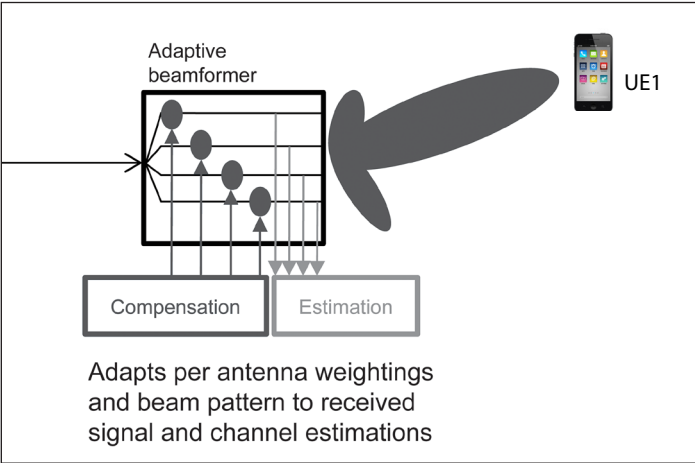 Adaptive
beamformer
UE1
Compensation
Estimation
Adapts per antenna weightings
and beam pattern to received
signal and channel estimations